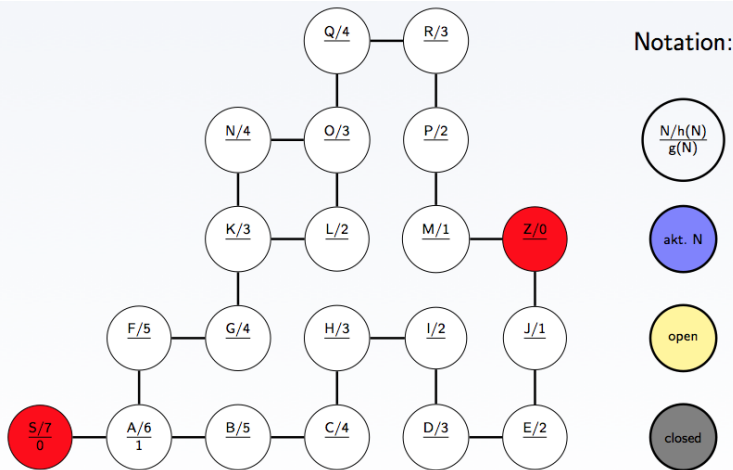 Q/4 R/3 Notation:
N/4 O/3 P/2 N/h(N)
g(N)
K/3 L/2 M/1 Z/0 akt. N
F/5 G/4 H/3 I/2 J/1 open
S/7 A/6 B/5 C/4 D/3 E/2 closed
0 1